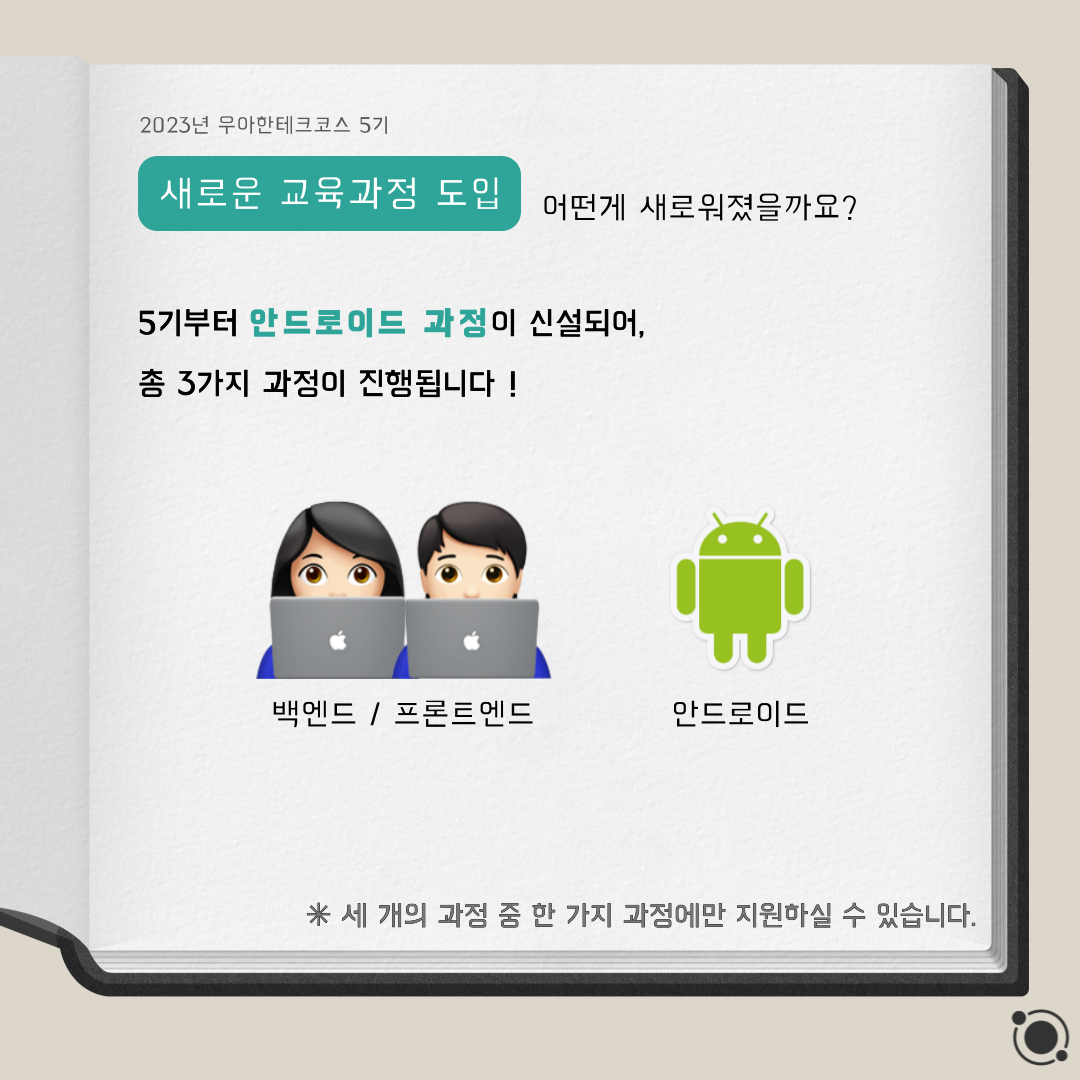 2023년 우아한테크코스 5기
새로운 교육과정 도입 어떤게 새로워졌을까요?
5기부터 안드로이드 과정이 신설되어,
총 3가지 과정이 진행됩니다 !
백엔드 / 프론트엔드 안드로이드
✳ 세 개의 과정 중 한 가지 과정에만 지원하실 수 있습니다.